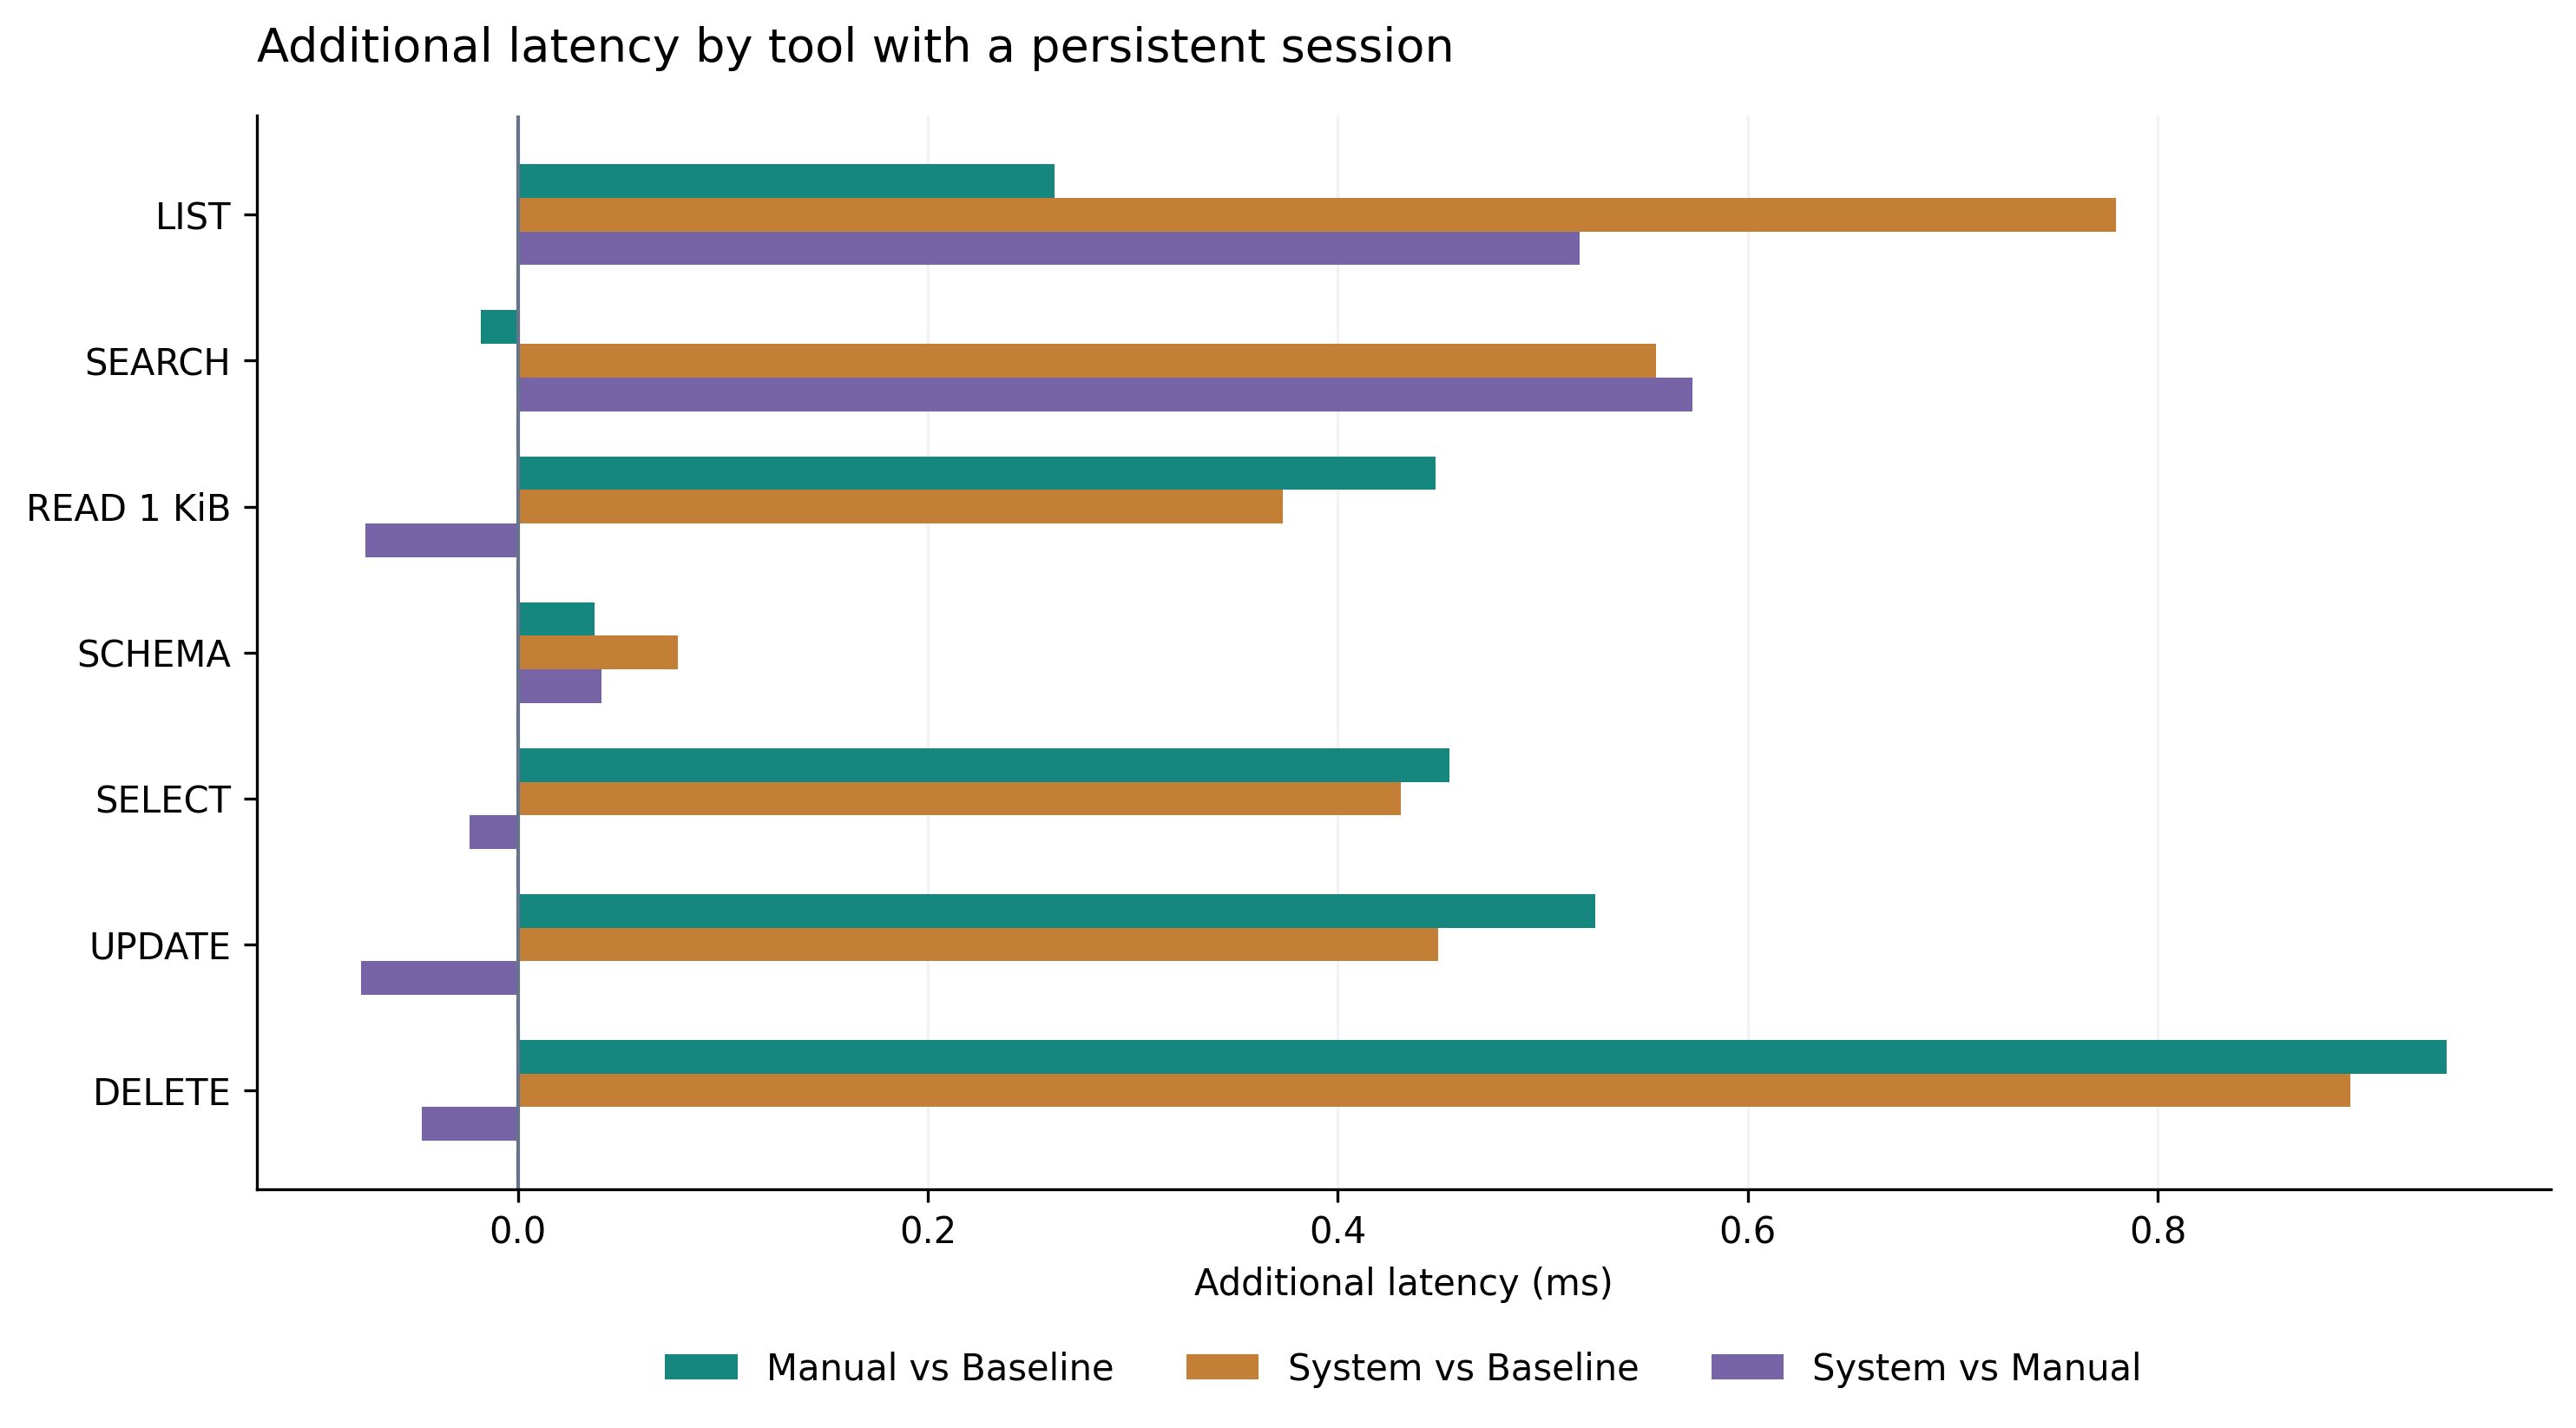 Additional latency by tool with a persistent session
LIST
SEARCH
READ 1 KiB
SCHEMA
SELECT
UPDATE
DELETE
0.0 0.2 0.4 0.6 0.8
Additional latency (ms)
Manual vs Baseline System vs Baseline System vs Manual